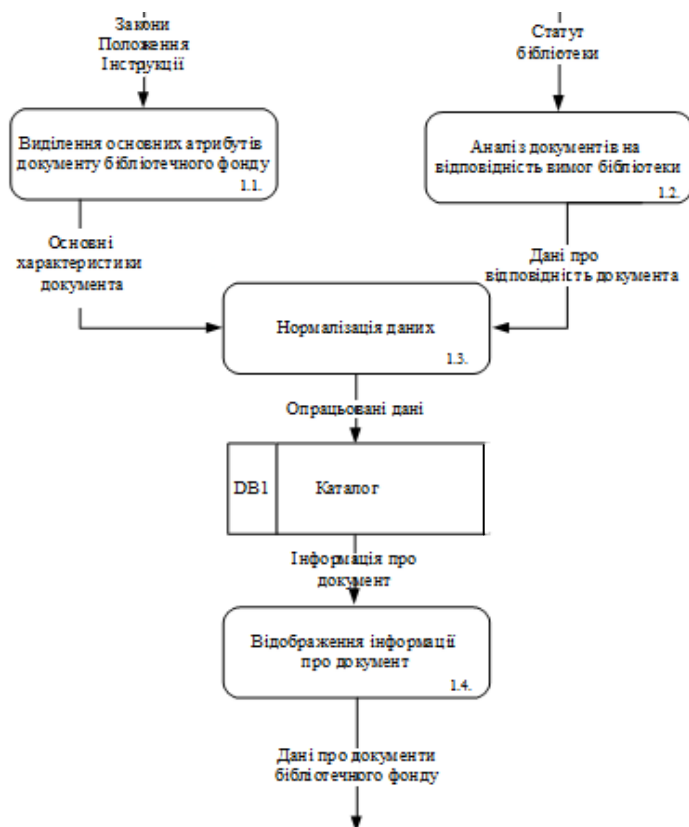 Закони
Положення
Інструкції
Статут
бібліотеки
Виділення основних атрибутів
документу бібліотечного фонду
1.1.
Аналіз документів на
відповідність вимог бібліотеки
1.2.
Основні
характеристики
документа
Дані про
відповідність документа
Нормалізація даних
1.3.
Опрацьовані дані
DB1
Каталог
Інформація про
документ
Відображення інформації
про документ
1.4.
Дані про документи
бібліотечного фонду